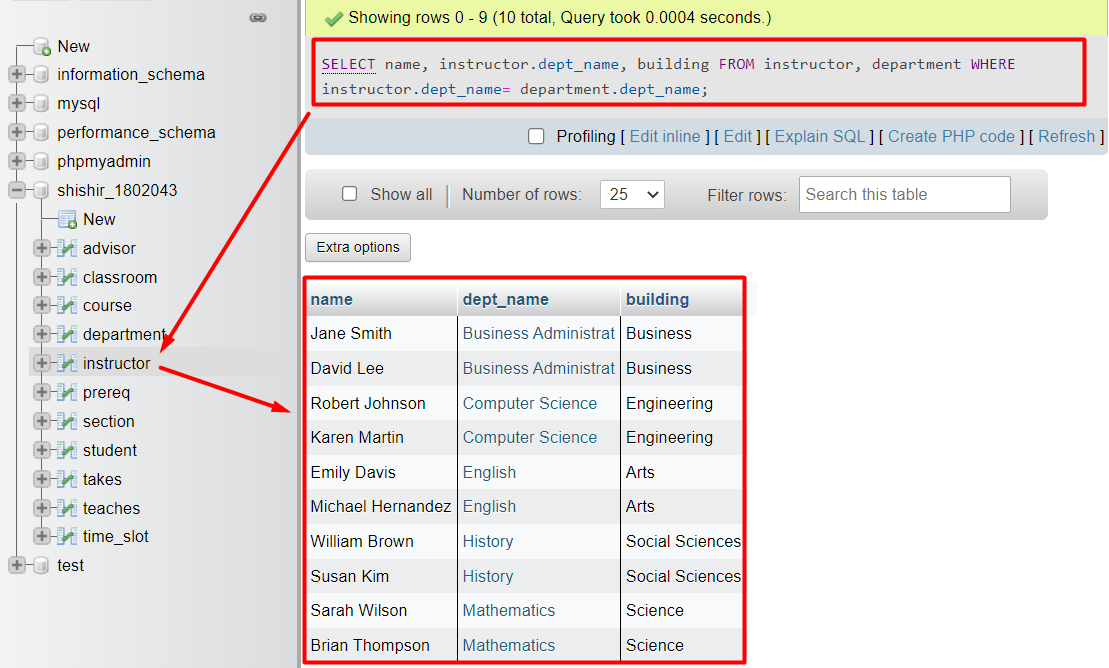 New
information_schema
mysql
performance_schema
phpmyadmin
shishir_1802043
New
advisor
classroom
course
department
instructor
prereq
section
student
takes
teaches
time_slot
test
Showing rows 0 - 9 (10 total, Query took 0.0004 seconds.)
SELECT name, instructor.dept_name, building FROM instructor, department WHERE
instructor.dept_name= department.dept_name;
Profiling [ Edit inline ] [ Edit ] [ Explain SQL ] [ Create PHP code ] [ Refresh ]
Show all Number of rows: 25 Filter rows: Search this table
Extra options
name dept_name building
Jane Smith Business Administrat Business
David Lee Business Administrat Business
Robert Johnson Computer Science Engineering
Karen Martin Computer Science Engineering
Emily Davis English Arts
Michael Hernandez English Arts
William Brown History Social Sciences
Susan Kim History Social Sciences
Sarah Wilson Mathematics Science
Brian Thompson Mathematics Science